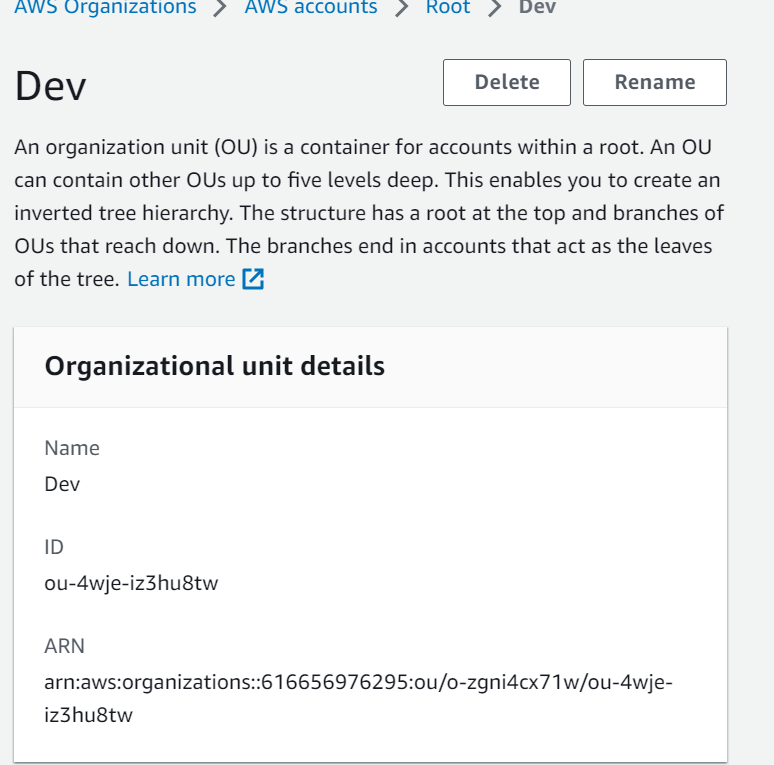 AWS Organizations > AWS accounts > Root > Dev
Dev
Delete
Rename
An organization unit (OU) is a container for accounts within a root. An OU
can contain other OUs up to five levels deep. This enables you to create an
inverted tree hierarchy. The structure has a root at the top and branches of
OUs that reach down. The branches end in accounts that act as the leaves
of the tree. Learn more
Organizational unit details
Name
Dev
ID
ou-4wje-iz3hu8tw
ARN
arn:aws:organizations::616656976295:ou/o-zgni4cx71w/ou-4wje-
iz3hu8tw